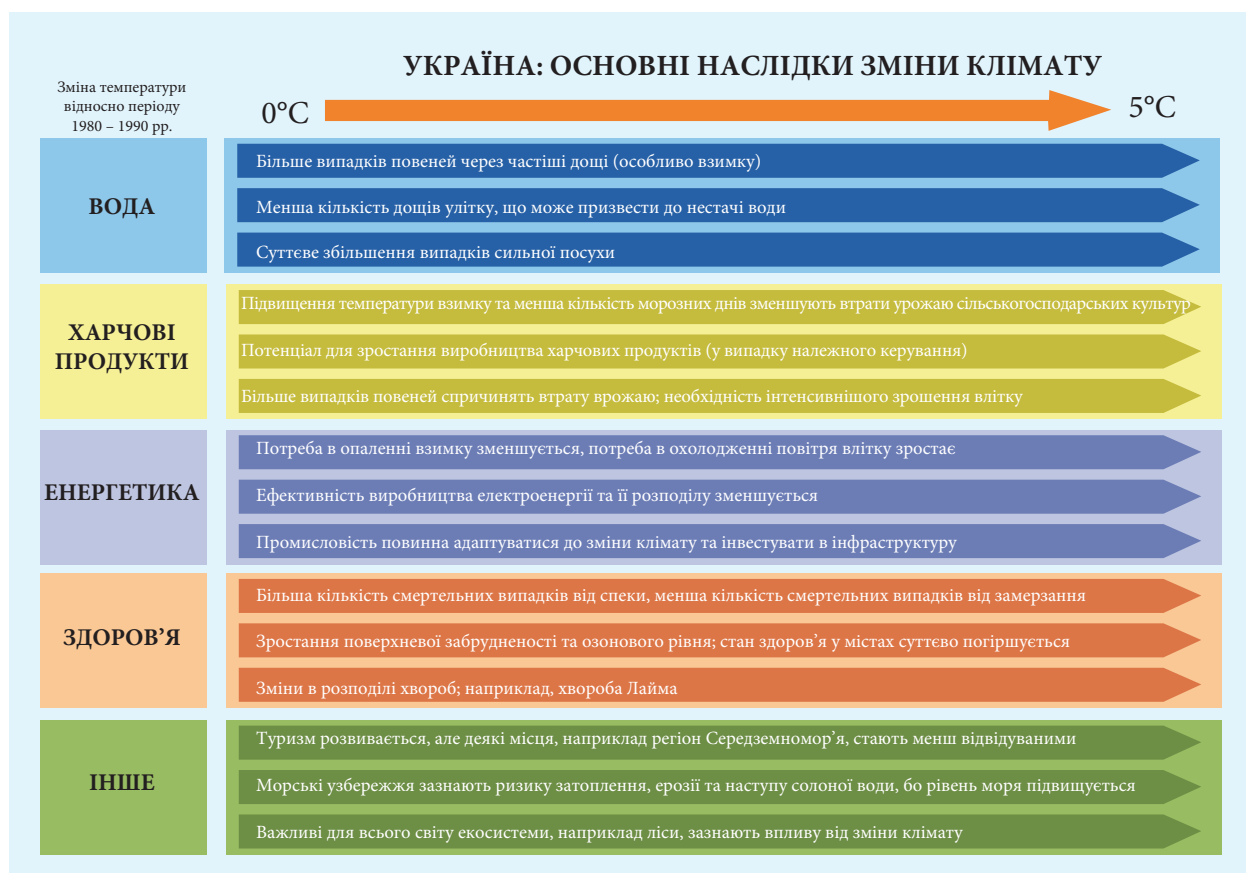 УКРАЇНА: ОСНОВНІ НАСЛІДКИ ЗМІНИ КЛІМАТУ
Зміна температури
відносно періоду
1980 – 1990 рр.
0°C
5°C
ВОДА
Більше випадків повеней через частіші дощі (особливо взимку)
Менша кількість дощів улітку, що може призвести до нестачі води
Суттєве збільшення випадків сильної посухи
ХАРЧОВІ
ПРОДУКТИ
Підвищення температури взимку та менша кількість морозних днів зменшують втрати урожаю сільськогосподарських культур
Потенціал для зростання виробництва харчових продуктів (у випадку належного керування)
Більше випадків повеней спричинять втрату врожаю; необхідність інтенсивнішого зрошення влітку
ЕНЕРГЕТИКА
Потреба в опаленні взимку зменшується, потреба в охолодженні повітря влітку зростає
Ефективність виробництва електроенергії та її розподілу зменшується
Промисловість повинна адаптуватися до зміни клімату та інвестувати в інфраструктуру
ЗДОРОВ’Я
Більша кількість смертельних випадків від спеки, менша кількість смертельних випадків від замерзання
Зростання поверхневої забрудненості та озонового рівня; стан здоров’я у містах суттєво погіршується
Зміни в розподілі хвороб; наприклад, хвороба Лайма
ІНШЕ
Туризм розвивається, але деякі місця, наприклад регіон Середземномор’я, стають менш відвідуваними
Морські узбережжя зазнають ризику затоплення, ерозії та наступу солоної води, бо рівень моря підвищується
Важливі для всього світу екосистеми, наприклад ліси, зазнають впливу від зміни клімату